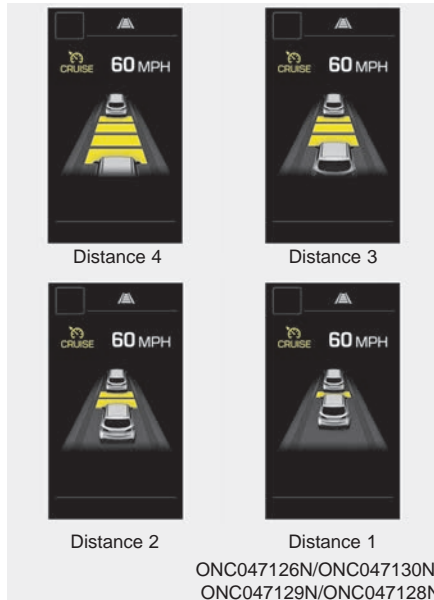 CRUISE 60 MPH
CRUISE 60 MPH
Distance 4
Distance 3
CRUISE 60 MPH
CRUISE 60 MPH
Distance 2
Distance 1
ONC047126N/ONC047130N
ONC047129N/ONC047128N